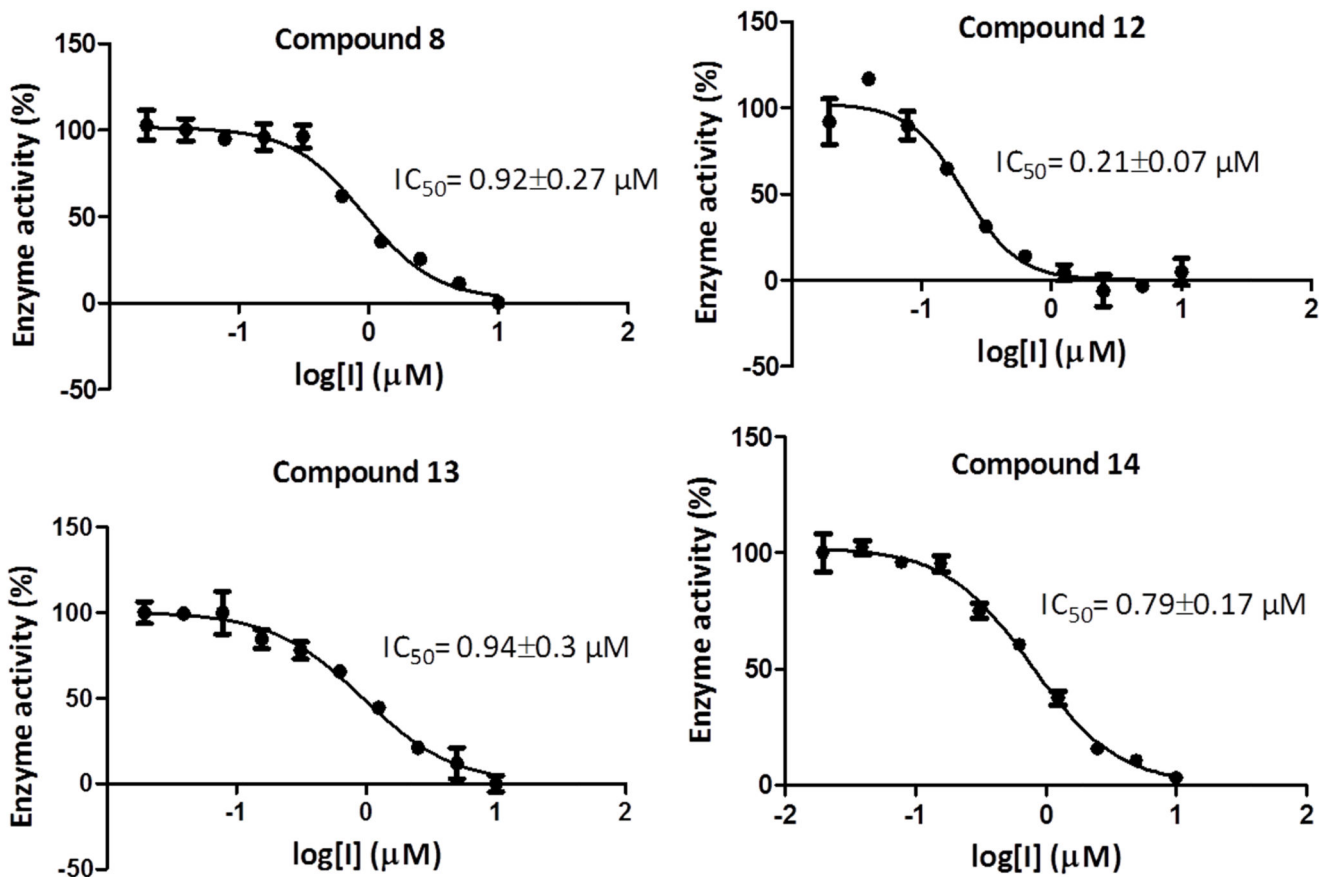 Compound 8
Enzyme activity (%)
150
100
50
0
-50
-1
0
1
2
IC50= 0.92±0.27 µM
log[I] (µM)
Compound 12
Enzyme activity (%)
150
100
50
0
-50
-1
0
1
2
IC50= 0.21±0.07 µM
log[I] (µM)
Compound 13
Enzyme activity (%)
150
100
50
0
-50
-1
0
1
2
IC50= 0.94±0.3 µM
log[I] (µM)
Compound 14
Enzyme activity (%)
150
100
50
0
-2
-1
0
1
2
IC50= 0.79±0.17 µM
log[I] (µM)